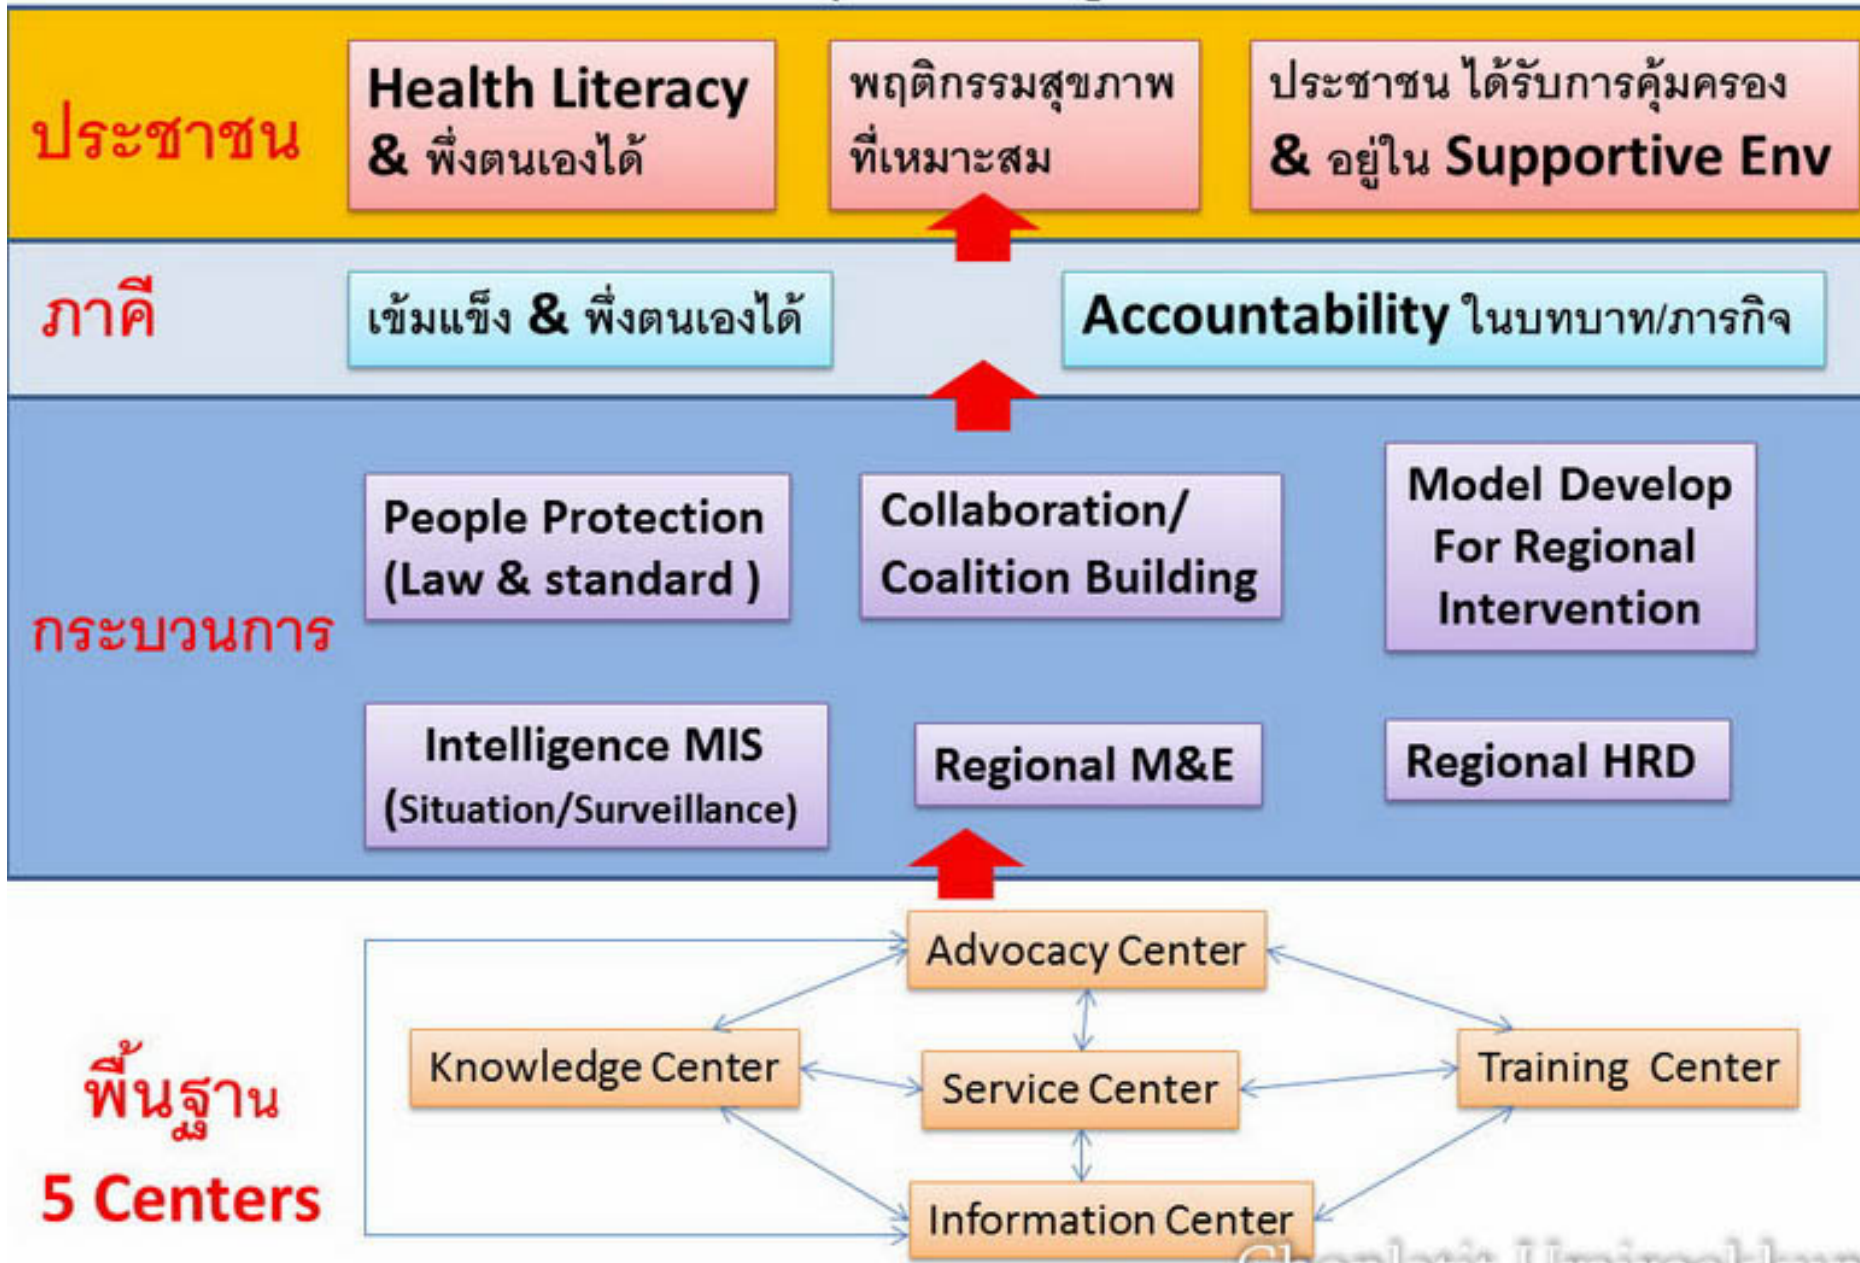 ประชาชน
Health Literacy
& พึ่งตนเองได้
พฤติกรรมสุขภาพ
ที่เหมาะสม
ประชาชน ได้รับการคุ้มครอง
& อยู่ใน Supportive Env
ภาคี
เข้มแข็ง & พึ่งตนเองได้
Accountability ในบทบาท/ภารกิจ
กระบวนการ
People Protection
(Law & standard )
Collaboration/
Coalition Building
Model Develop
For Regional
Intervention
Intelligence MIS
(Situation/Surveillance)
Regional M&E
Regional HRD
พื้นฐาน
5 Centers
Advocacy Center
Knowledge Center
Service Center
Training Center
Information Center